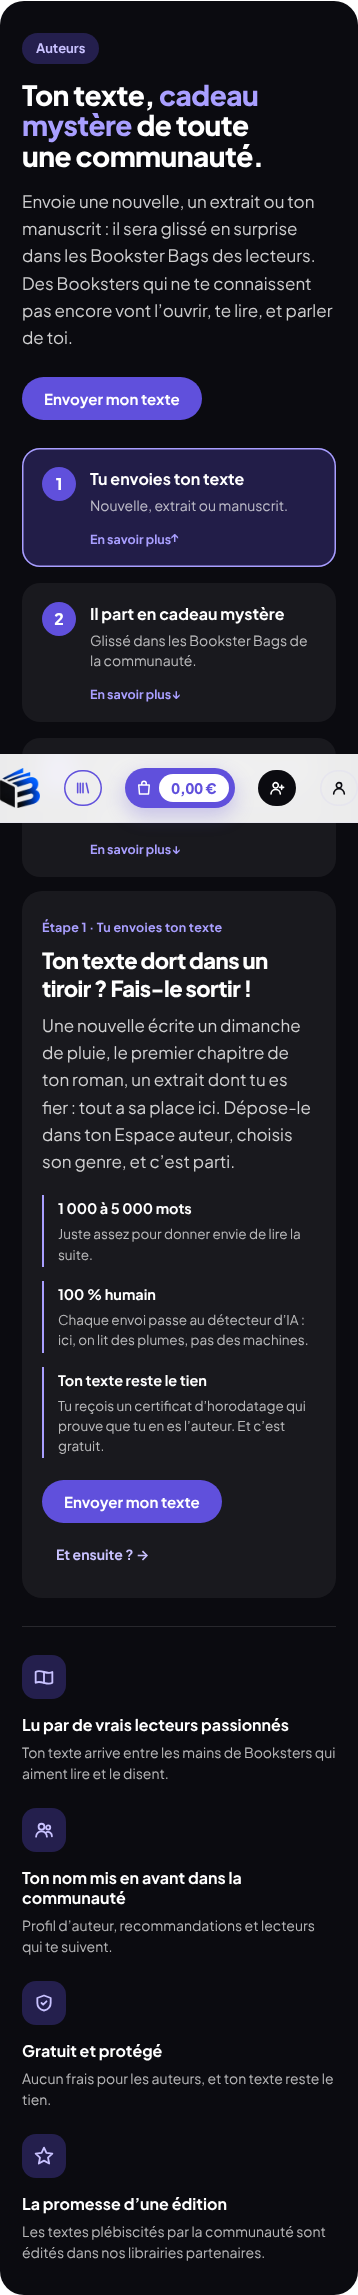 Auteurs
Ton texte, cadeau
mystère de toute
une communauté.
Envoie une nouvelle, un extrait ou ton
manuscrit : il sera glissé en surprise
dans les Bookster Bags des lecteurs.
Des Booksters qui ne te connaissent
pas encore vont l'ouvrir, te lire, et parler
de toi.
Envoyer mon texte
1
Tu envoies ton texte
Nouvelle, extrait ou manuscrit.
En savoir plus↑
2
Il part en cadeau mystère
Glissé dans les Bookster Bags de
la communauté.
En savoir plus↓
0,00 €
En savoir plus↓
Étape 1 · Tu envoies ton texte
Ton texte dort dans un
tiroir ? Fais-le sortir !
Une nouvelle écrite un dimanche
de pluie, le premier chapitre de
ton roman, un extrait dont tu es
fier : tout a sa place ici. Dépose-le
dans ton Espace auteur, choisis
son genre, et c'est parti.
1 000 à 5 000 mots
Juste assez pour donner envie de lire la
suite.
100 % humain
Chaque envoi passe au détecteur d'IA :
ici, on lit des plumes, pas des machines.
Ton texte reste le tien
Tu reçois un certificat d'horodatage qui
prouve que tu en es l'auteur. Et c'est
gratuit.
Envoyer mon texte
Et ensuite ? →
Lu par de vrais lecteurs passionnés
Ton texte arrive entre les mains de Booksters qui
aiment lire et le disent.
Ton nom mis en avant dans la
communauté
Profil d'auteur, recommandations et lecteurs
qui te suivent.
Gratuit et protégé
Aucun frais pour les auteurs, et ton texte reste le
tien.
La promesse d'une édition
Les textes plébiscités par la communauté sont
édités dans nos librairies partenaires.